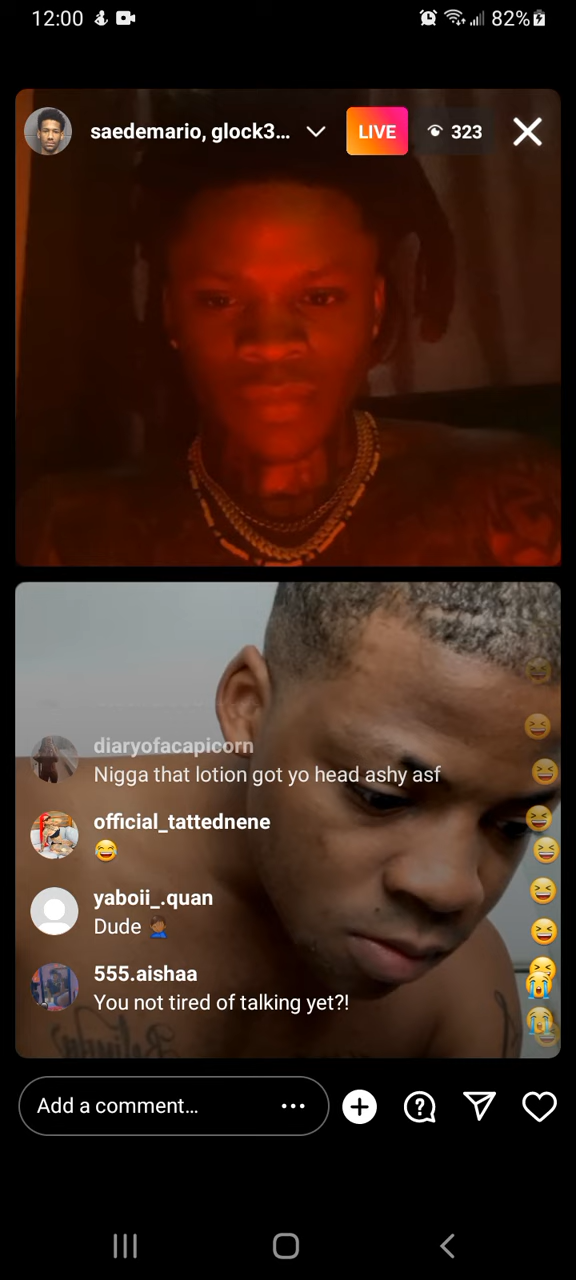 12:00
82%
saedemario, glock3...
LIVE
323
diaryofacapicorn
Nigga that lotion got yo head ashy asf
official_tattednene
😂
yaboii_.quan
Dude 🤦🏾‍♂️
555.aishaa
You not tired of talking yet?!
Add a comment...